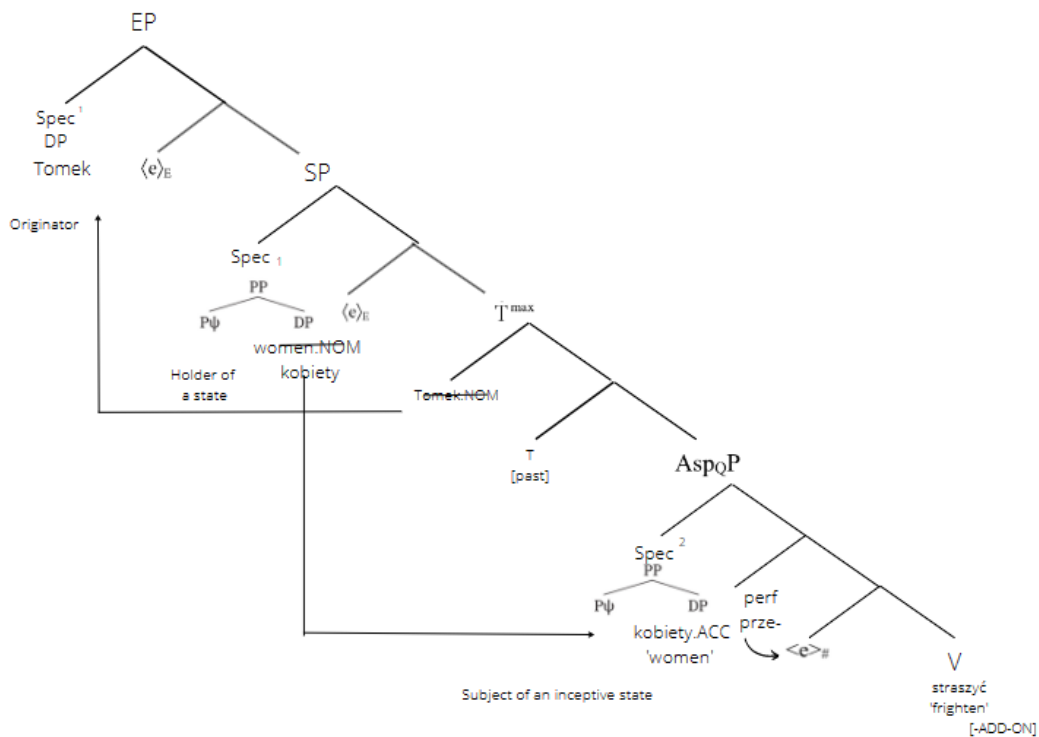 EP
Spec 1
DP
Tomek
⟨e⟩E
SP
Originator
Spec 1
PP
Pψ DP
⟨e⟩E
women.NOM
kobiety
Holder of
a state
Tmax
Tomek.NOM
T
[past]
AspQP
Spec 2
PP
Pψ DP
kobiety.ACC
'women'
perf
prze-
<e>#
V
straszyć
'frighten'
[-ADD-ON]
Subject of an inceptive state